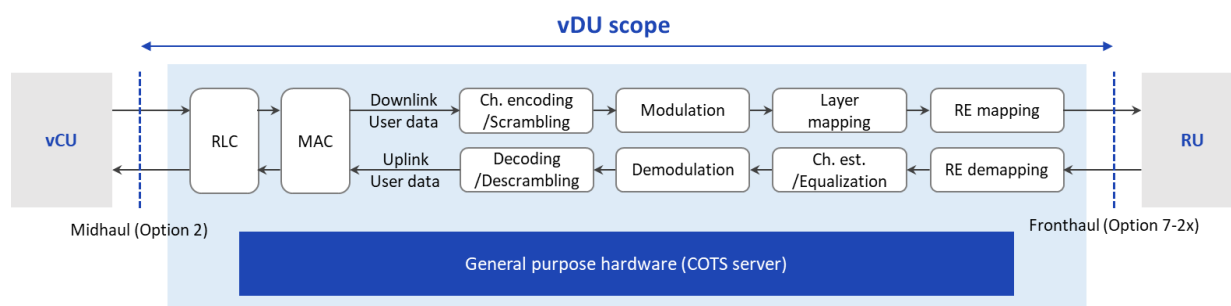 vDU scope
vCU
RLC
MAC
Downlink
User data
Ch. encoding
/Scrambling
Modulation
Layer
mapping
RE mapping
RU
Uplink
User data
Decoding
/Descrambling
Demodulation
Ch. est.
/Equalization
RE demapping
Midhaul (Option 2)
Fronthaul (Option 7-2x)
General purpose hardware (COTS server)